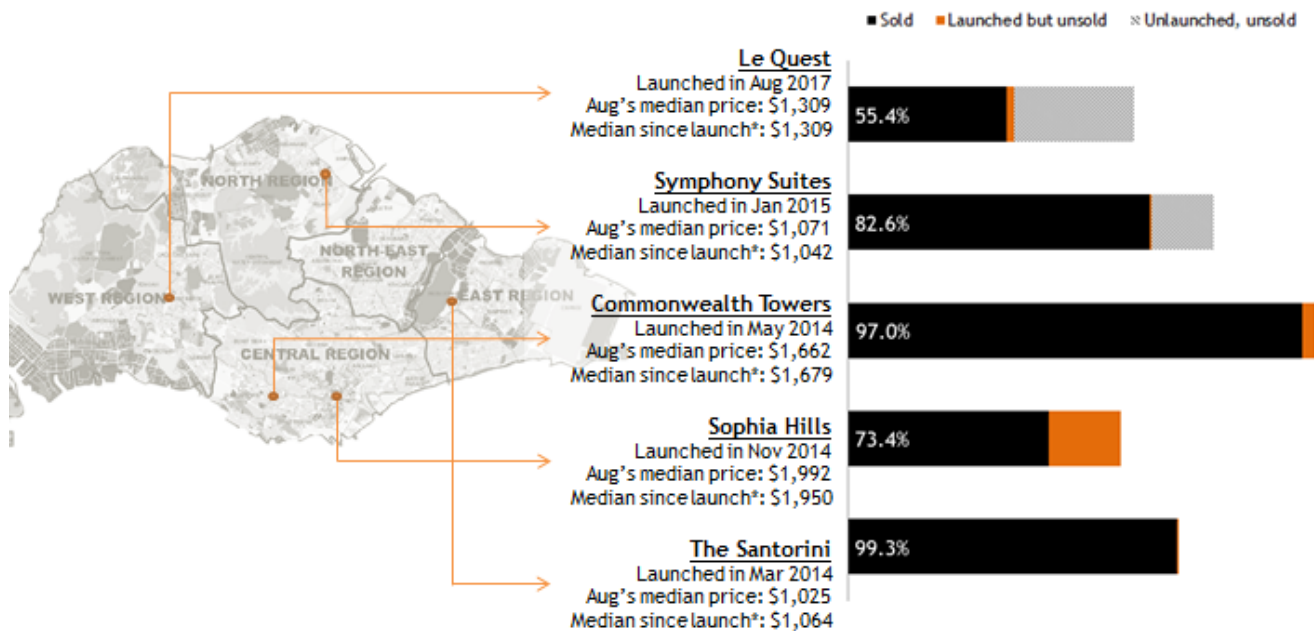 Sold Launched but unsold Unlaunched, unsold
Le Quest
Launched in Aug 2017
Aug's median price: $1,309
Median since launch*: $1,309
55.4%
Symphony Suites
Launched in Jan 2015
Aug's median price: $1,071
Median since launch*: $1,042
82.6%
Commonwealth Towers
Launched in May 2014
Aug's median price: $1,662
Median since launch*: $1,679
97.0%
Sophia Hills
Launched in Nov 2014
Aug's median price: $1,992
Median since launch*: $1,950
73.4%
The Santorini
Launched in Mar 2014
Aug's median price: $1,025
Median since launch*: $1,064
99.3%
NORTH REGION
NORTH-EAST
REGION
WEST REGION
EAST REGION
CENTRAL REGION